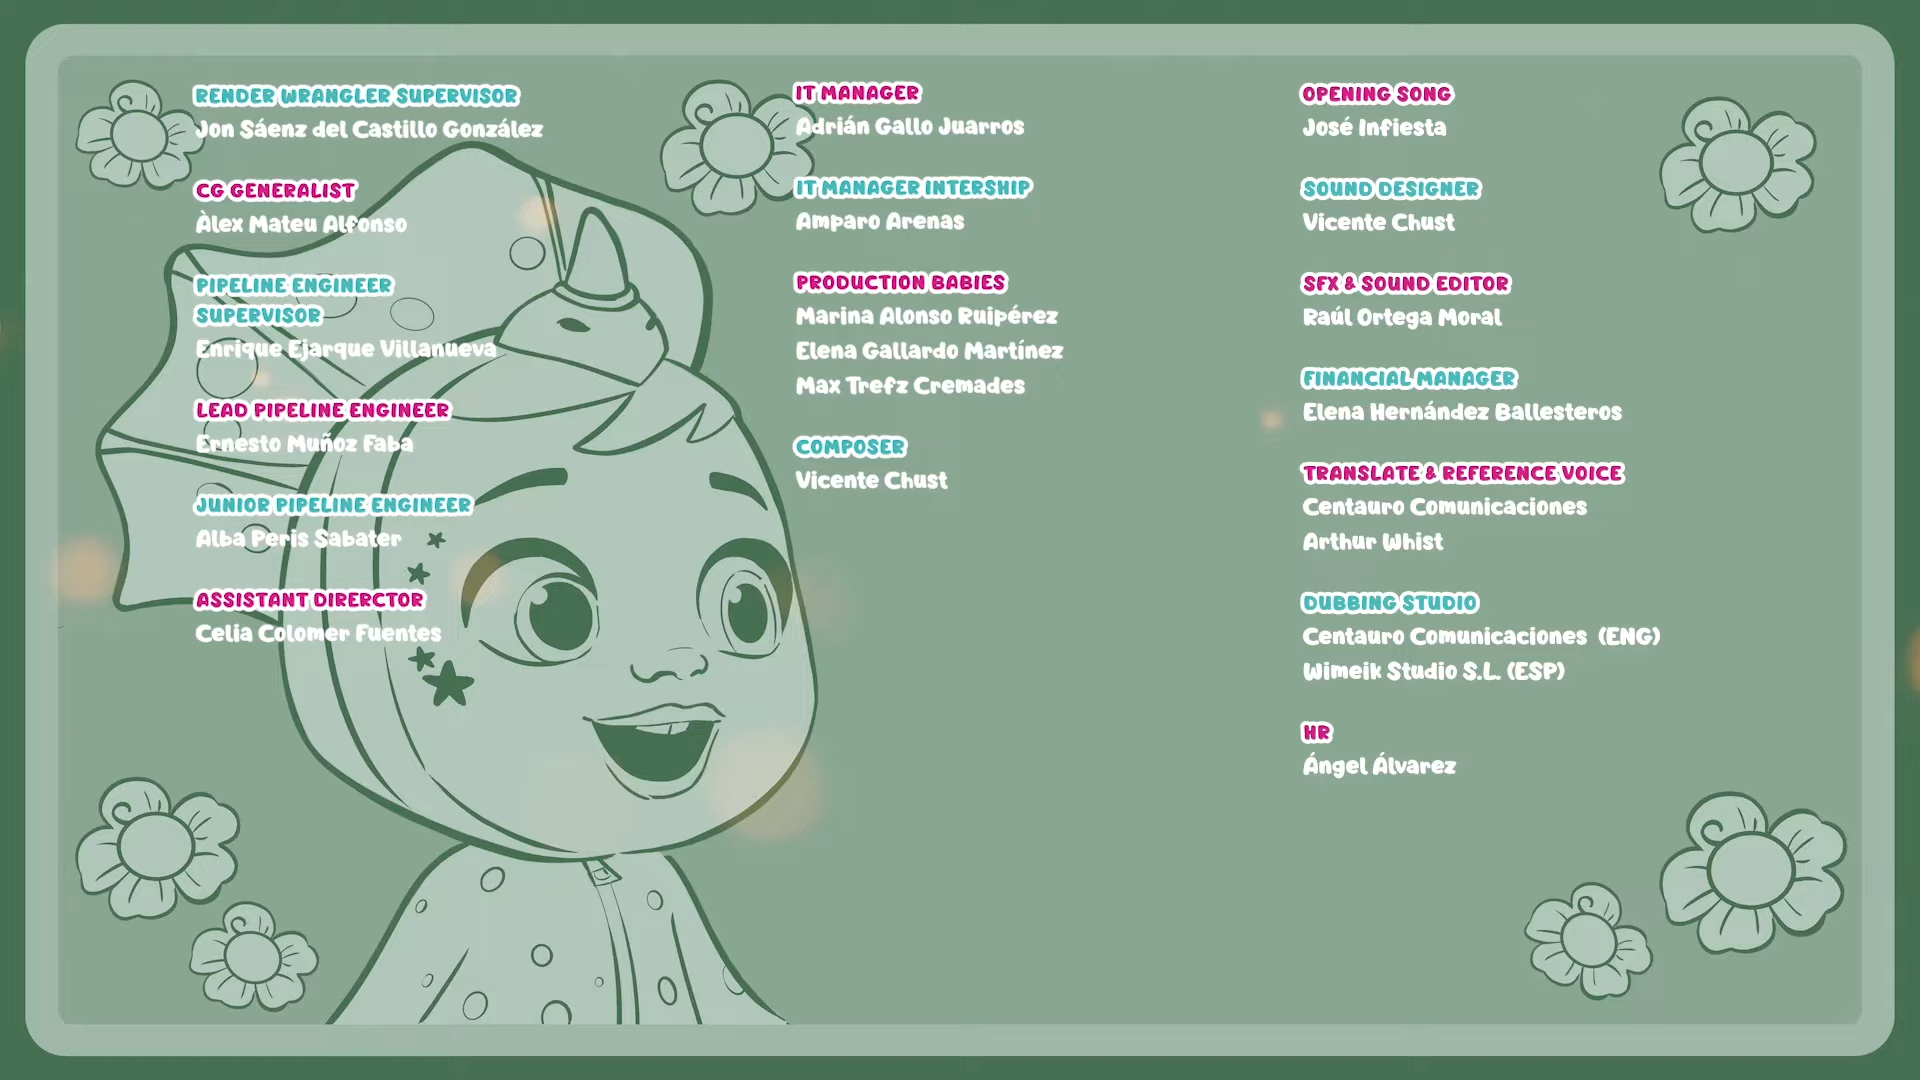 RENDER WRANGLER SUPERVISOR
Jon Sáenz del Castillo González
CG GENERALIST
Àlex Mateu Alfonso
PIPELINE ENGINEER
SUPERVISOR
Enrique Ejarque Villanueva
LEAD PIPELINE ENGINEER
Ernesto Muñoz Faba
JUNIOR PIPELINE ENGINEER
Alba Peris Sabater
ASSISTANT DIRERCTOR
Celia Colomer Fuentes
IT MANAGER
Adrián Gallo Juarros
IT MANAGER INTERSHIP
Amparo Arenas
PRODUCTION BABIES
Marina Alonso Ruipérez
Elena Gallardo Martínez
Max Trefz Cremades
COMPOSER
Vicente Chust
OPENING SONG
José Infiesta
SOUND DESIGNER
Vicente Chust
SFX & SOUND EDITOR
Raúl Ortega Moral
FINANCIAL MANAGER
Elena Hernández Ballesteros
TRANSLATE & REFERENCE VOICE
Centauro Comunicaciones
Arthur Whist
DUBBING STUDIO
Centauro Comunicaciones (ENG)
Wimeik Studio S.L. (ESP)
HR
Ángel Álvarez